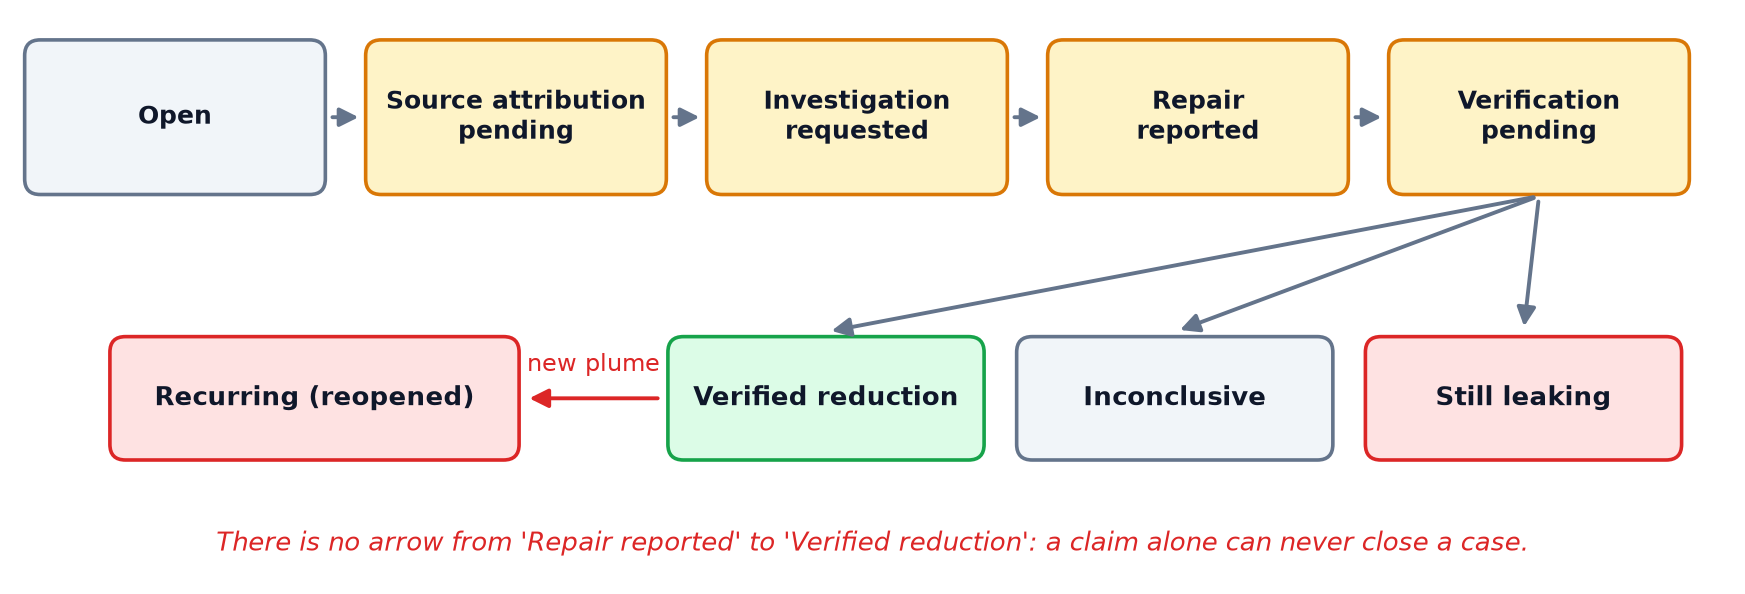 Open
Source attribution
pending
Investigation
requested
Repair
reported
Verification
pending
Recurring (reopened)
new plume
Verified reduction
Inconclusive
Still leaking
There is no arrow from 'Repair reported' to 'Verified reduction': a claim alone can never close a case.